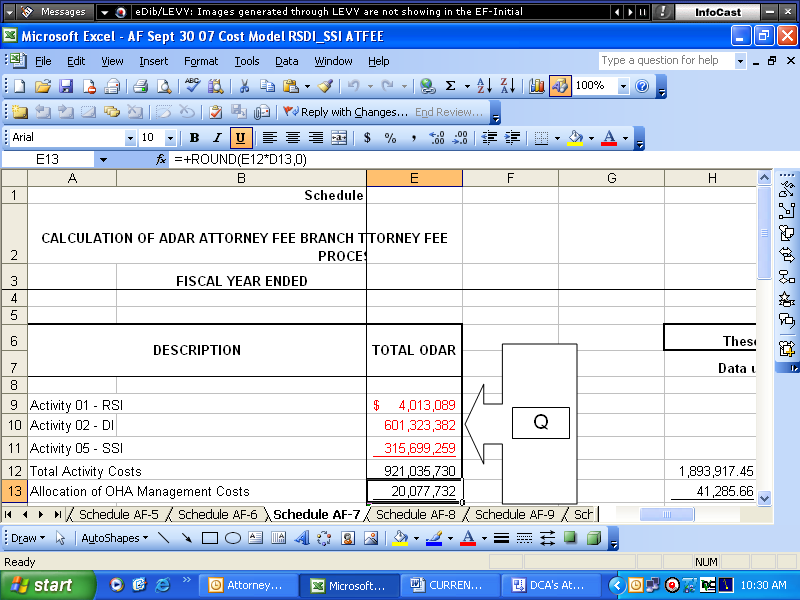 Messages eDib/LEVY: Images generated through LEVY are not showing in the EF-Initial InfoCast
Microsoft Excel - AF Sept 30 07 Cost Model RSDI_SSI ATFEE
File Edit View Insert Format Tools Data Window Help Type a question for help
100%
Reply with Changes... End Review...
Arial 10 B I U $ % ,
E13 fx =+ROUND(E12*D13,0)
A B E F G H
1 Schedule
2 CALCULATION OF ADAR ATTORNEY FEE BRANCH TTORNEY FEE
PROCES
3 FISCAL YEAR ENDED
4
5
6 These
DESCRIPTION TOTAL ODAR
7 Data u
8
9 Activity 01 - RSI $ 4,013,089
10 Activity 02 - DI 601,323,382
Q
11 Activity 05 - SSI 315,699,259
12 Total Activity Costs 921,035,730 1,893,917.45
13 Allocation of OHA Management Costs 20,077,732 41,285.66
Schedule AF-5 Schedule AF-6 Schedule AF-7 Schedule AF-8 Schedule AF-9 Sch
Draw AutoShapes
Ready NUM
start Attorney... Microsoft... CURREN... DCA's At... 10:30 AM